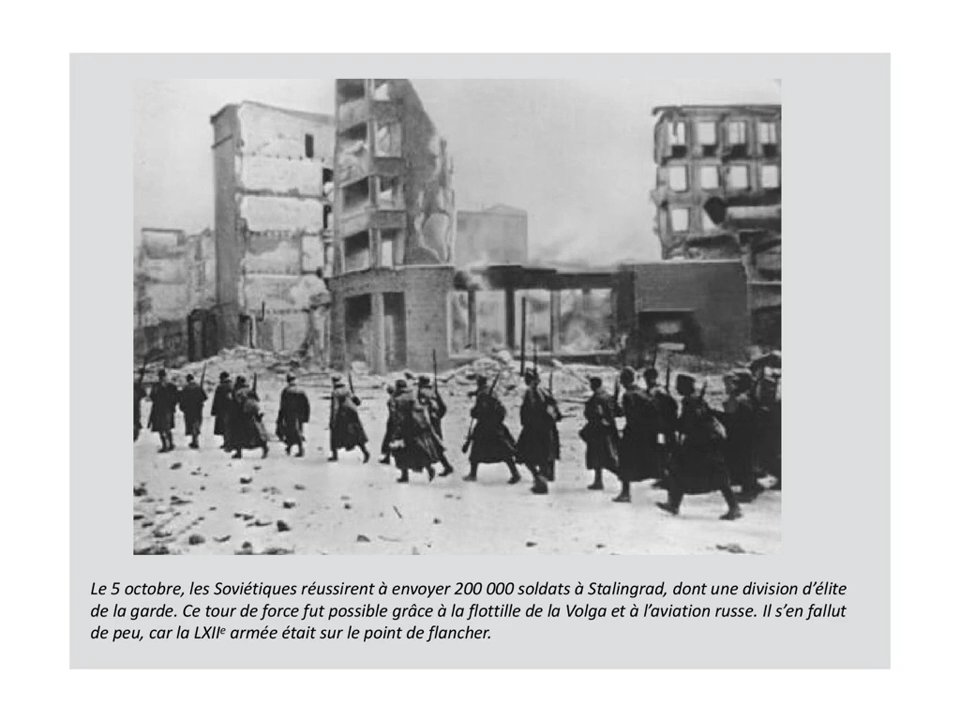 Le 5 octobre, les Soviétiques réussirent à envoyer 200 000 soldats à Stalingrad, dont une division d’élite
de la garde. Ce tour de force fut possible grâce à la flottille de la Volga et à l’aviation russe. Il s’en fallut
de peu, car la LXIIᵉ armée était sur le point de flancher.